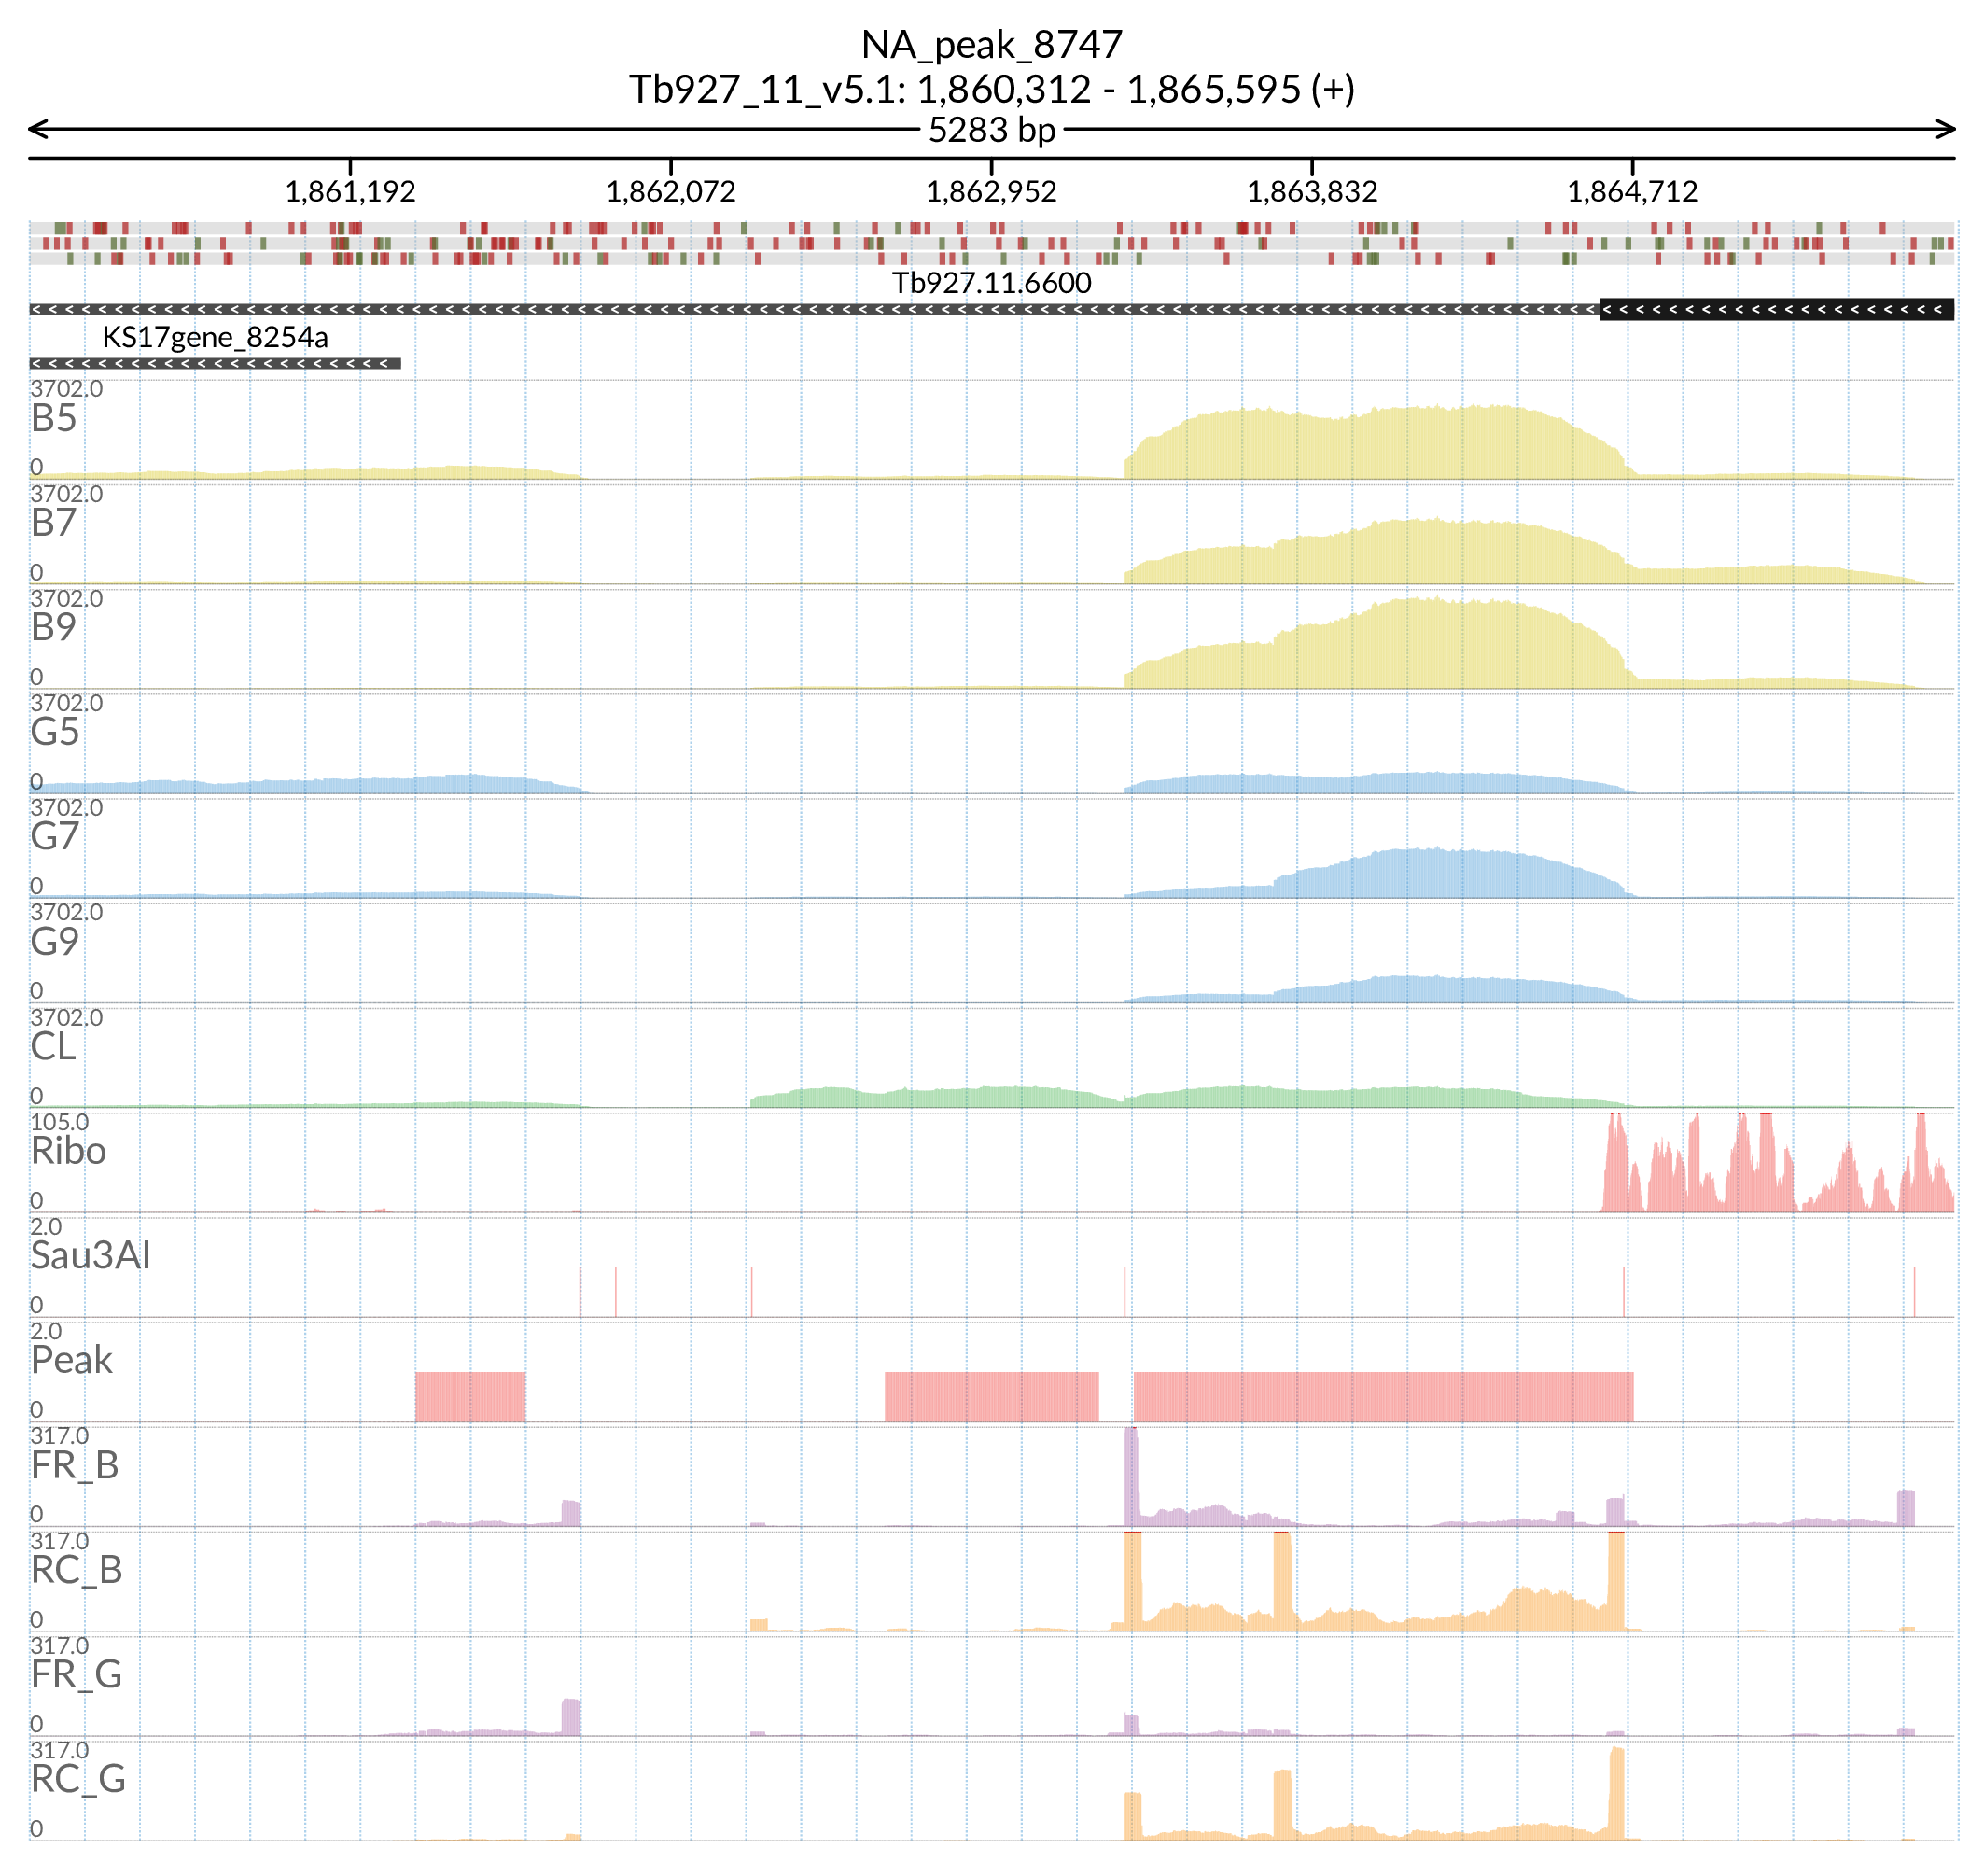 NA_peak_8747
Tb927_11_v5.1: 1,860,312 - 1,865,595 (+)
5283 bp
1,861,192 1,862,072 1,862,952 1,863,832 1,864,712
Tb927.11.6600
KS17gene_8254a
3702.0
B5
0
3702.0
B7
0
3702.0
B9
0
3702.0
G5
0
3702.0
G7
0
3702.0
G9
0
3702.0
CL
0
105.0
Ribo
0
2.0
Sau3AI
0
2.0
Peak
0
317.0
FR_B
0
317.0
RC_B
0
317.0
FR_G
0
317.0
RC_G
0